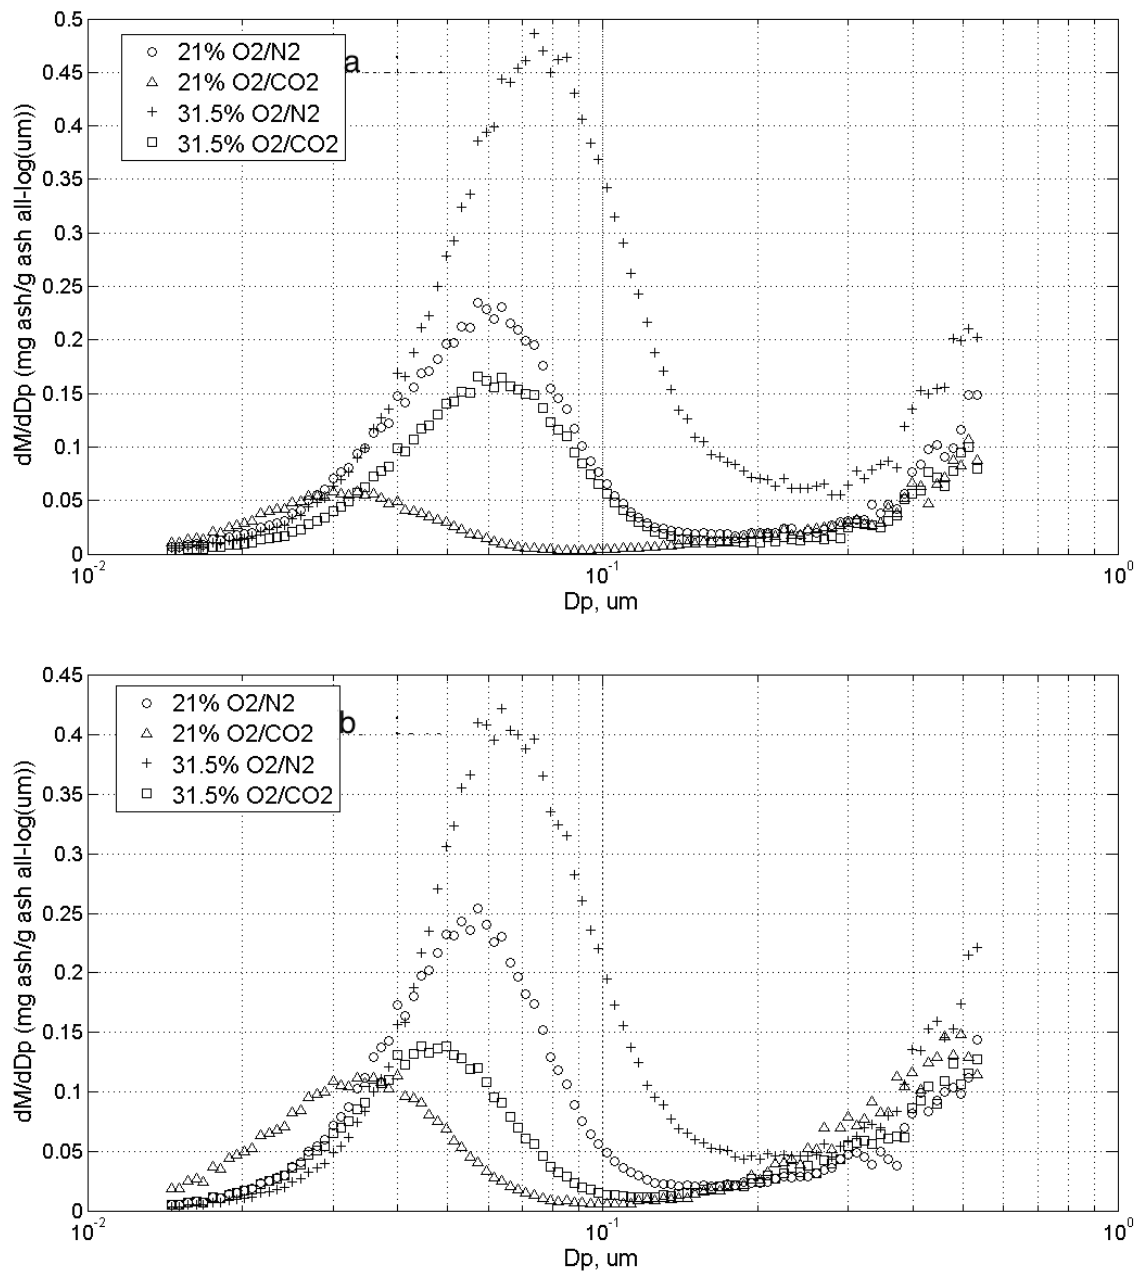 0.5
0.45
0.4
0.35
0.3
0.25
0.2
0.15
0.1
0.05
0
dM/dDp (mg ash/g ash all-log(um))
21% O2/N2
21% O2/CO2
31.5% O2/N2
31.5% O2/CO2
a
10-2
10-1
100
Dp, um
0.45
0.4
0.35
0.3
0.25
0.2
0.15
0.1
0.05
0
dM/dDp (mg ash/g ash all-log(um))
21% O2/N2
21% O2/CO2
31.5% O2/N2
31.5% O2/CO2
b
10-2
10-1
100
Dp, um